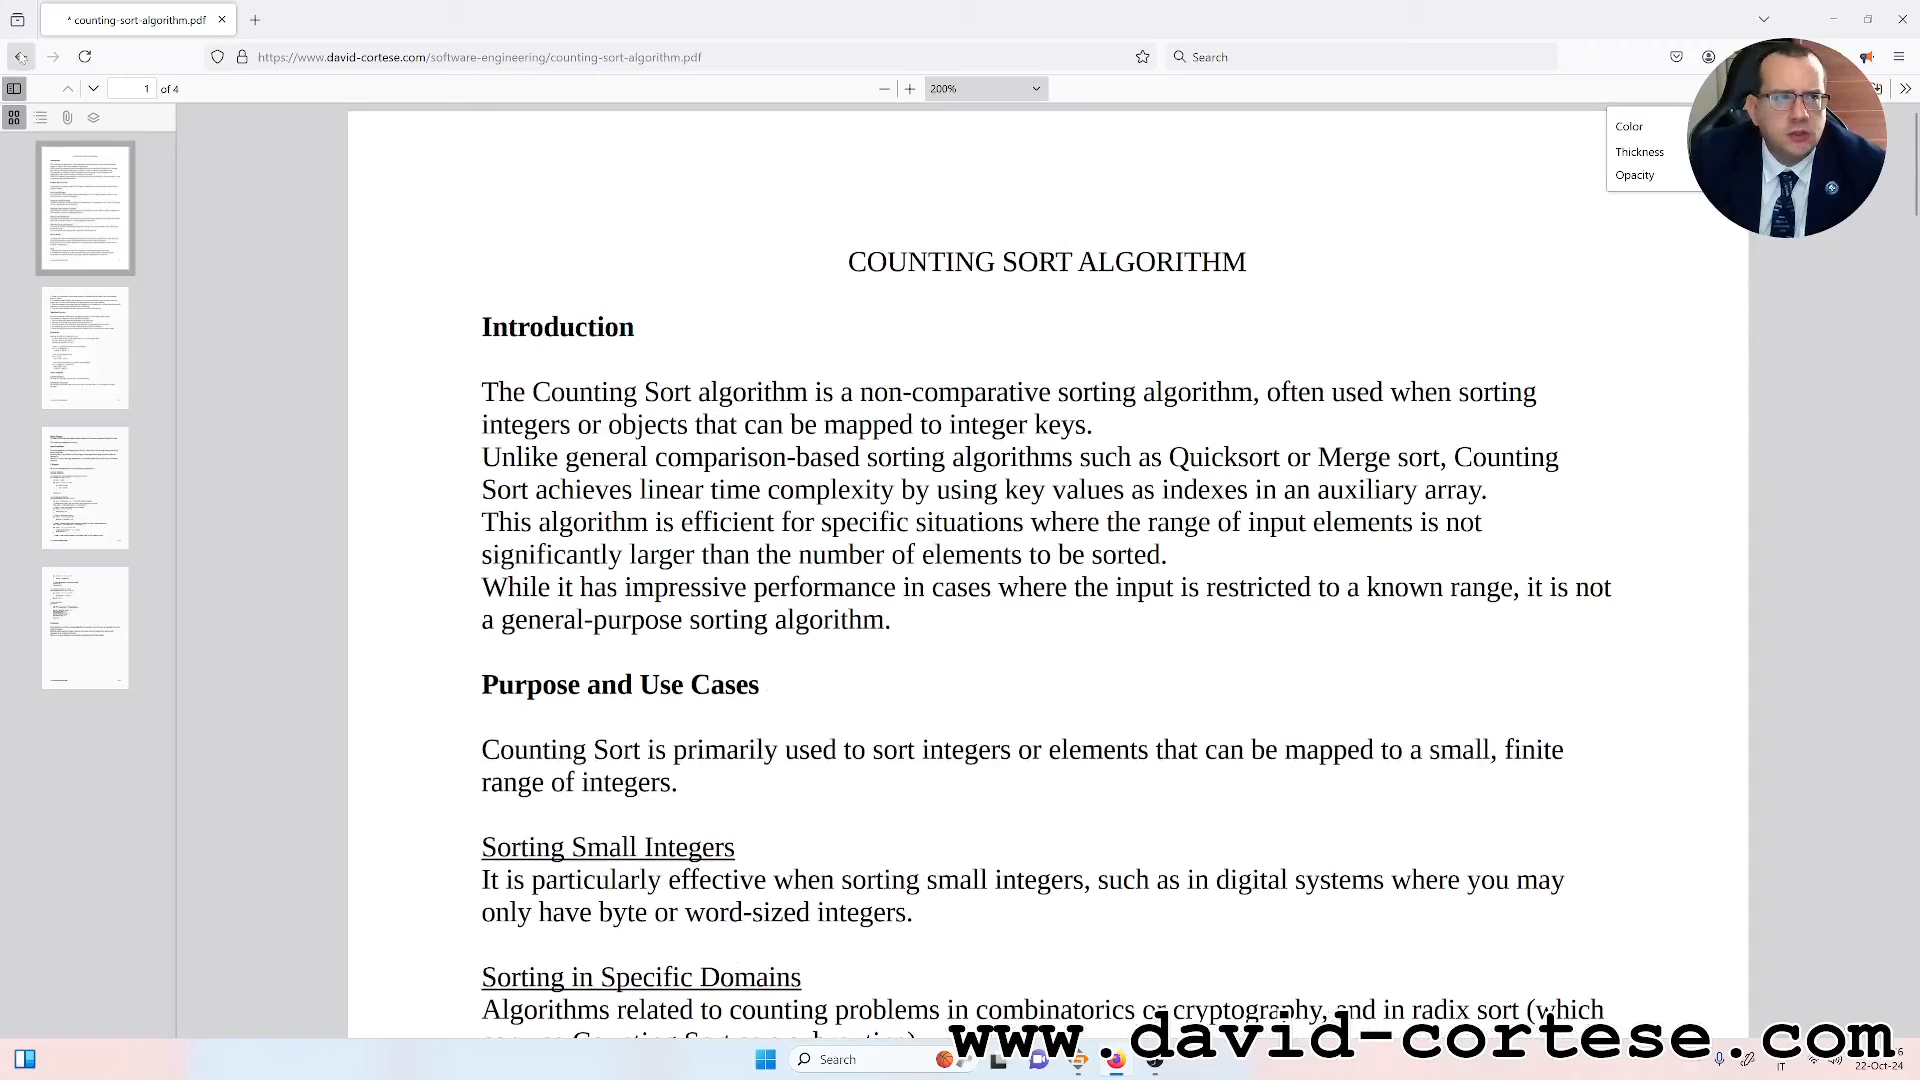 * counting-sort-algorithm.pdf
https://www.david-cortese.com/software-engineering/counting-sort-algorithm.pdf
Search
1 of 4
200%
Color
Thickness
Opacity
COUNTING SORT ALGORITHM
Introduction
The Counting Sort algorithm is a non-comparative sorting algorithm, often used when sorting
integers or objects that can be mapped to integer keys.
Unlike general comparison-based sorting algorithms such as Quicksort or Merge sort, Counting
Sort achieves linear time complexity by using key values as indexes in an auxiliary array.
This algorithm is efficient for specific situations where the range of input elements is not
significantly larger than the number of elements to be sorted.
While it has impressive performance in cases where the input is restricted to a known range, it is not
a general-purpose sorting algorithm.
Purpose and Use Cases
Counting Sort is primarily used to sort integers or elements that can be mapped to a small, finite
range of integers.
Sorting Small Integers
It is particularly effective when sorting small integers, such as in digital systems where you may
only have byte or word-sized integers.
Sorting in Specific Domains
Algorithms related to counting problems in combinatorics or cryptography, and in radix sort (which
www.david-cortese.com
Search
IT
22-Oct-24